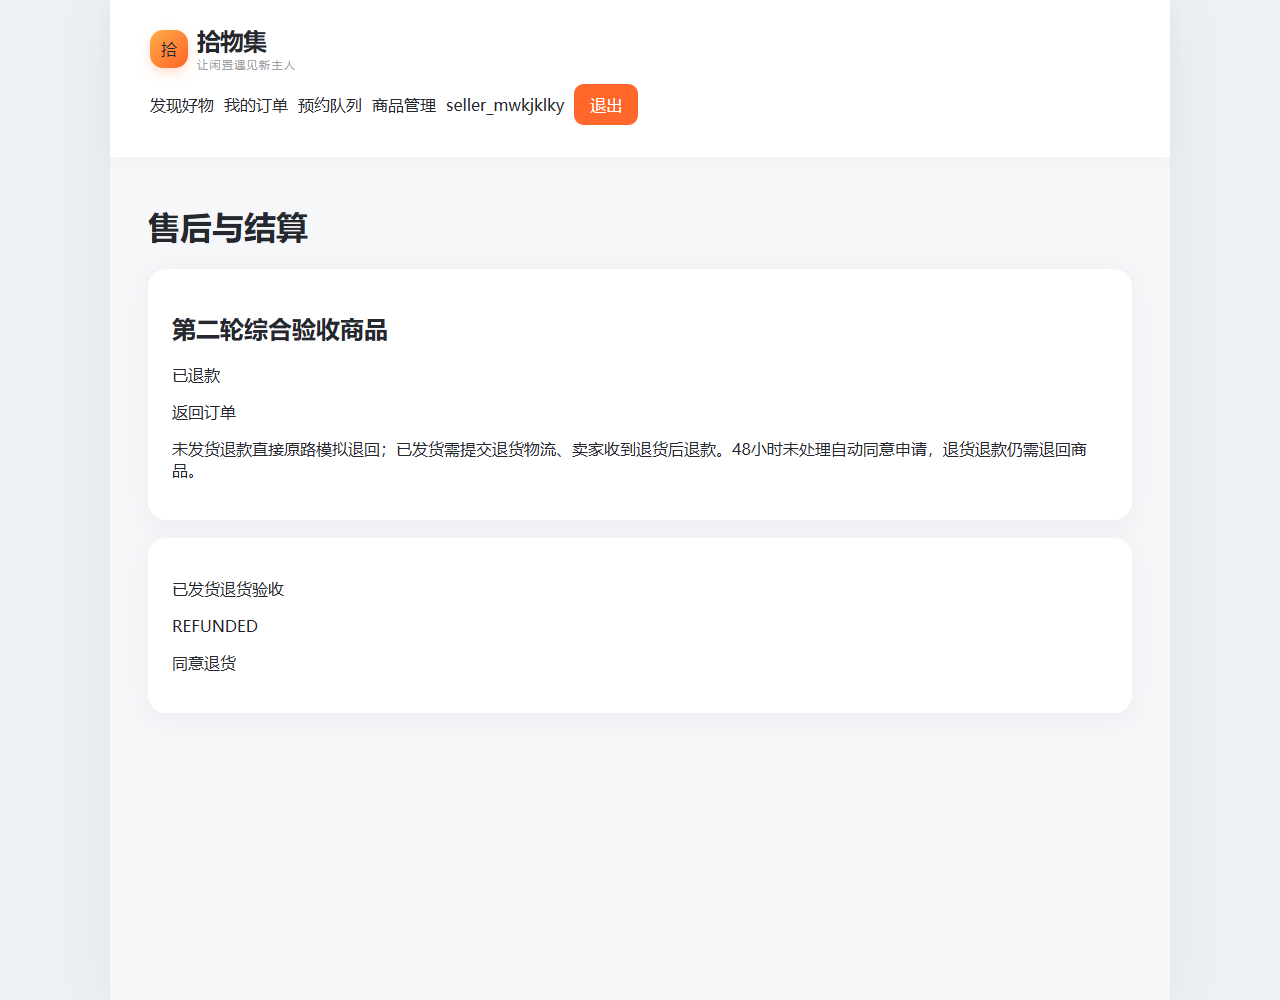 拾
拾物集
让闲置遇见新主人
发现好物 我的订单 预约队列 商品管理 seller_mwkjklky 退出
售后与结算
第二轮综合验收商品
已退款
返回订单
未发货退款直接原路模拟退回；已发货需提交退货物流、卖家收到退货后退款。48小时未处理自动同意申请，退货退款仍需退回商
品。
已发货退货验收
REFUNDED
同意退货